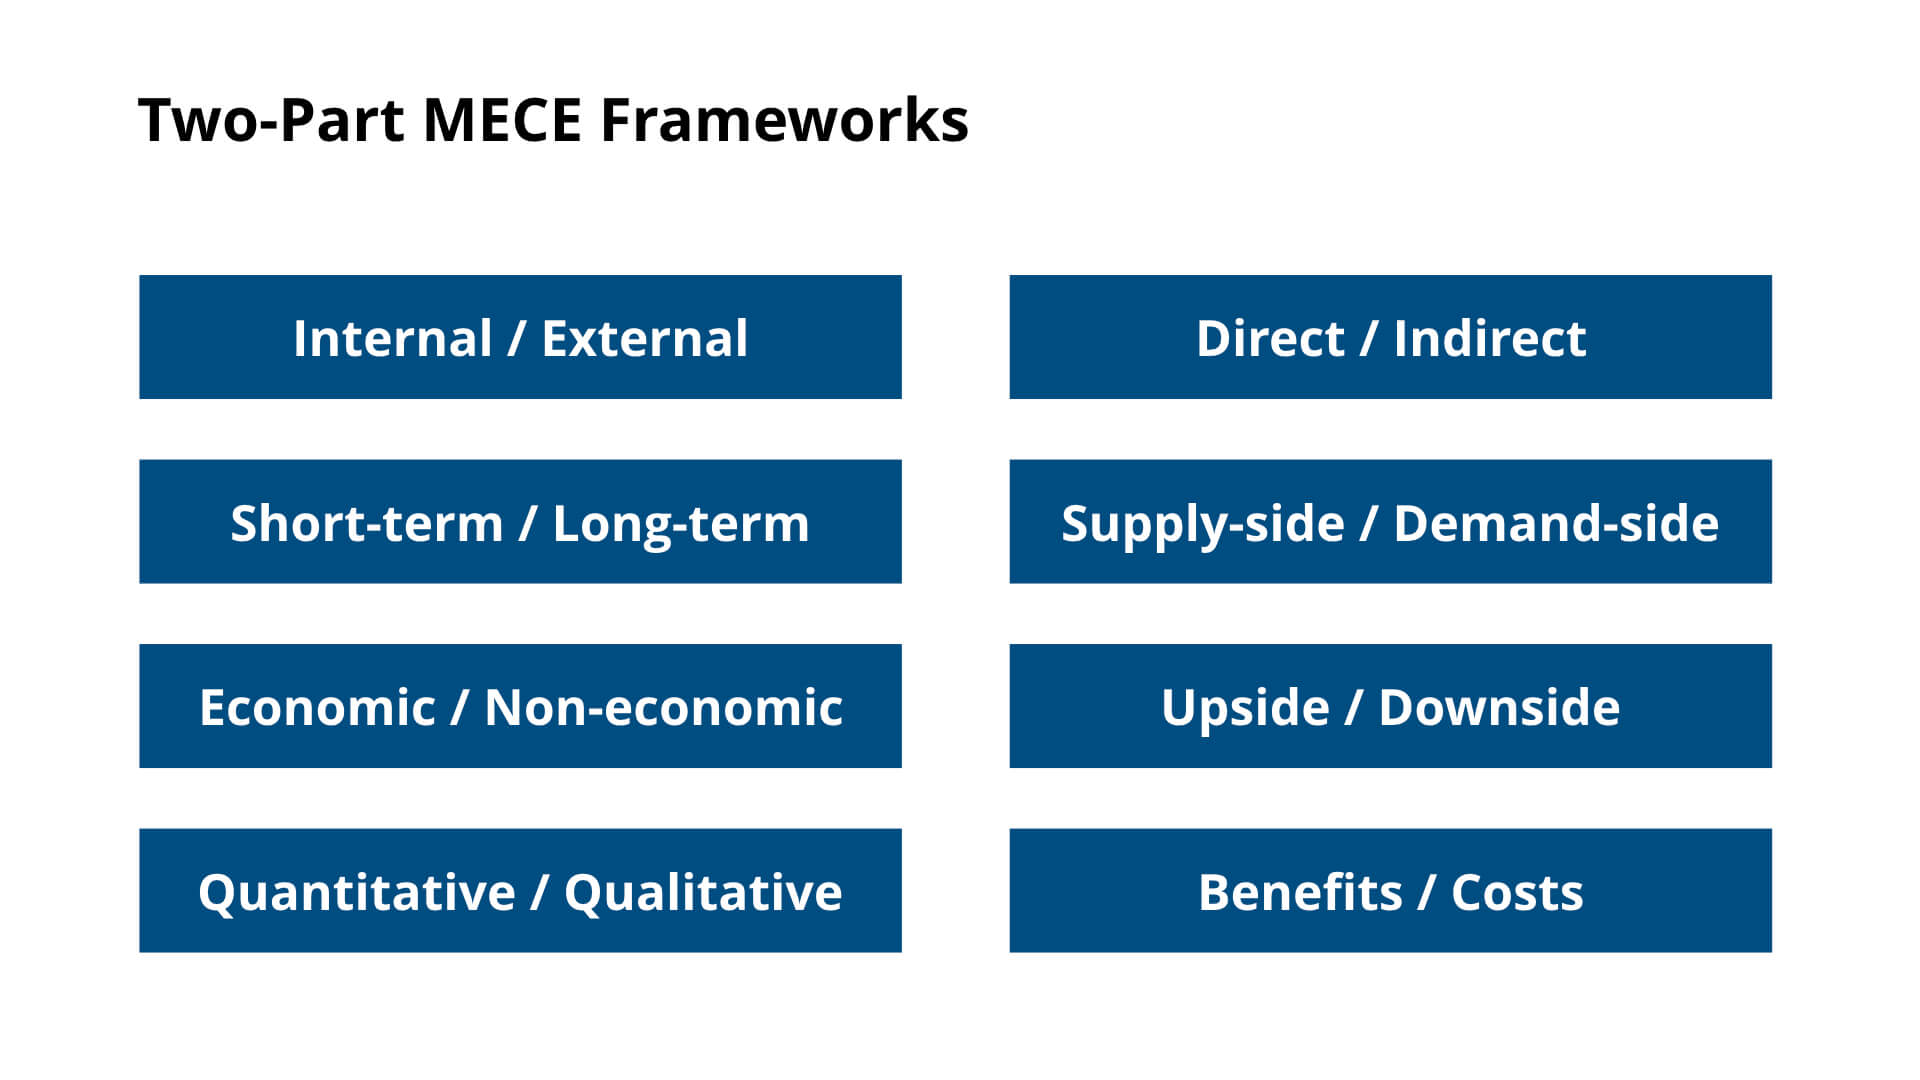 Two-Part MECE Frameworks
Internal / External
Direct / Indirect
Short-term / Long-term
Supply-side / Demand-side
Economic / Non-economic
Upside / Downside
Quantitative / Qualitative
Benefits / Costs